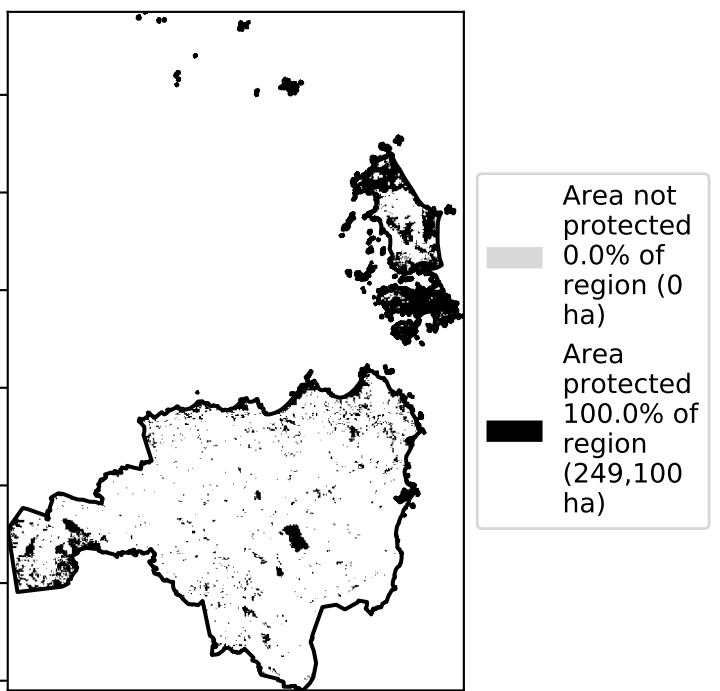 Area not
protected
0.0% of
region (0
ha)
Area
protected
100.0% of
region
(249,100
ha)